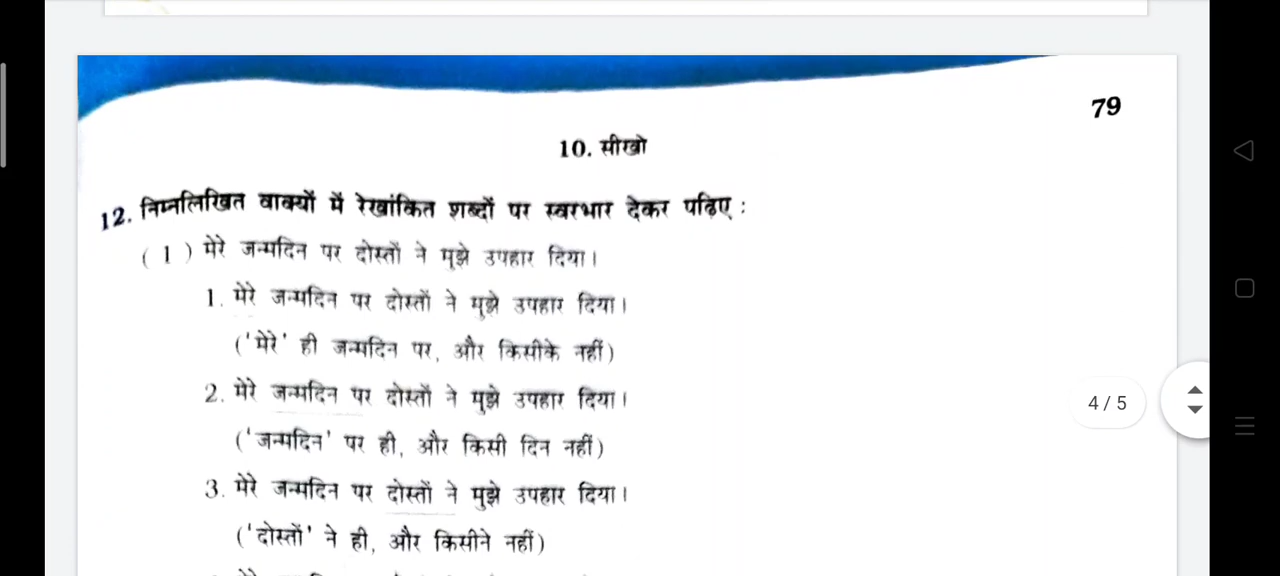 79
10. सीखो
12. निम्नलिखित वाक्यों में रेखांकित शब्दों पर स्वरभार देकर पढ़िए :
( 1 ) मेरे जन्मदिन पर दोस्तों ने मुझे उपहार दिया।
1. मेरे जन्मदिन पर दोस्तों ने मुझे उपहार दिया।
('मेरे' ही जन्मदिन पर, और किसीके नहीं)
2. मेरे जन्मदिन पर दोस्तों ने मुझे उपहार दिया।
('जन्मदिन' पर ही, और किसी दिन नहीं)
4 / 5
3. मेरे जन्मदिन पर दोस्तों ने मुझे उपहार दिया।
('दोस्तों' ने ही, और किसीने नहीं)